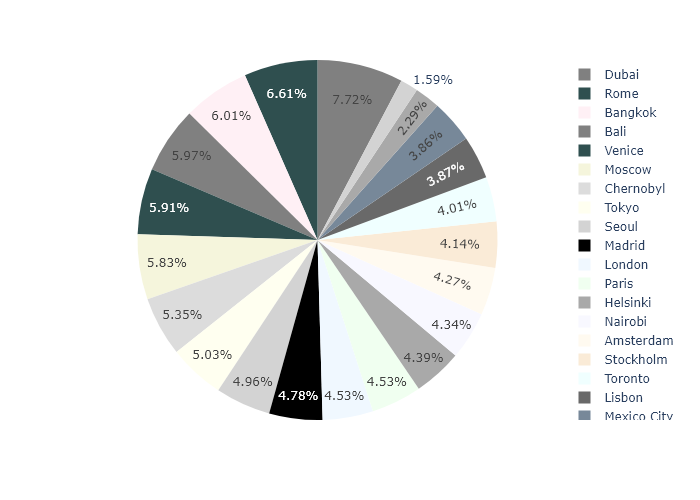 1.59%
7.72%
6.61%
2.29%
6.01%
3.86%
5.97%
3.87%
5.91%
4.01%
4.14%
5.83%
4.27%
5.35%
4.34%
5.03%
4.39%
4.96%
4.78%
4.53%
4.53%
Dubai
Rome
Bangkok
Bali
Venice
Moscow
Chernobyl
Tokyo
Seoul
Madrid
London
Paris
Helsinki
Nairobi
Amsterdam
Stockholm
Toronto
Lisbon
Mexico City